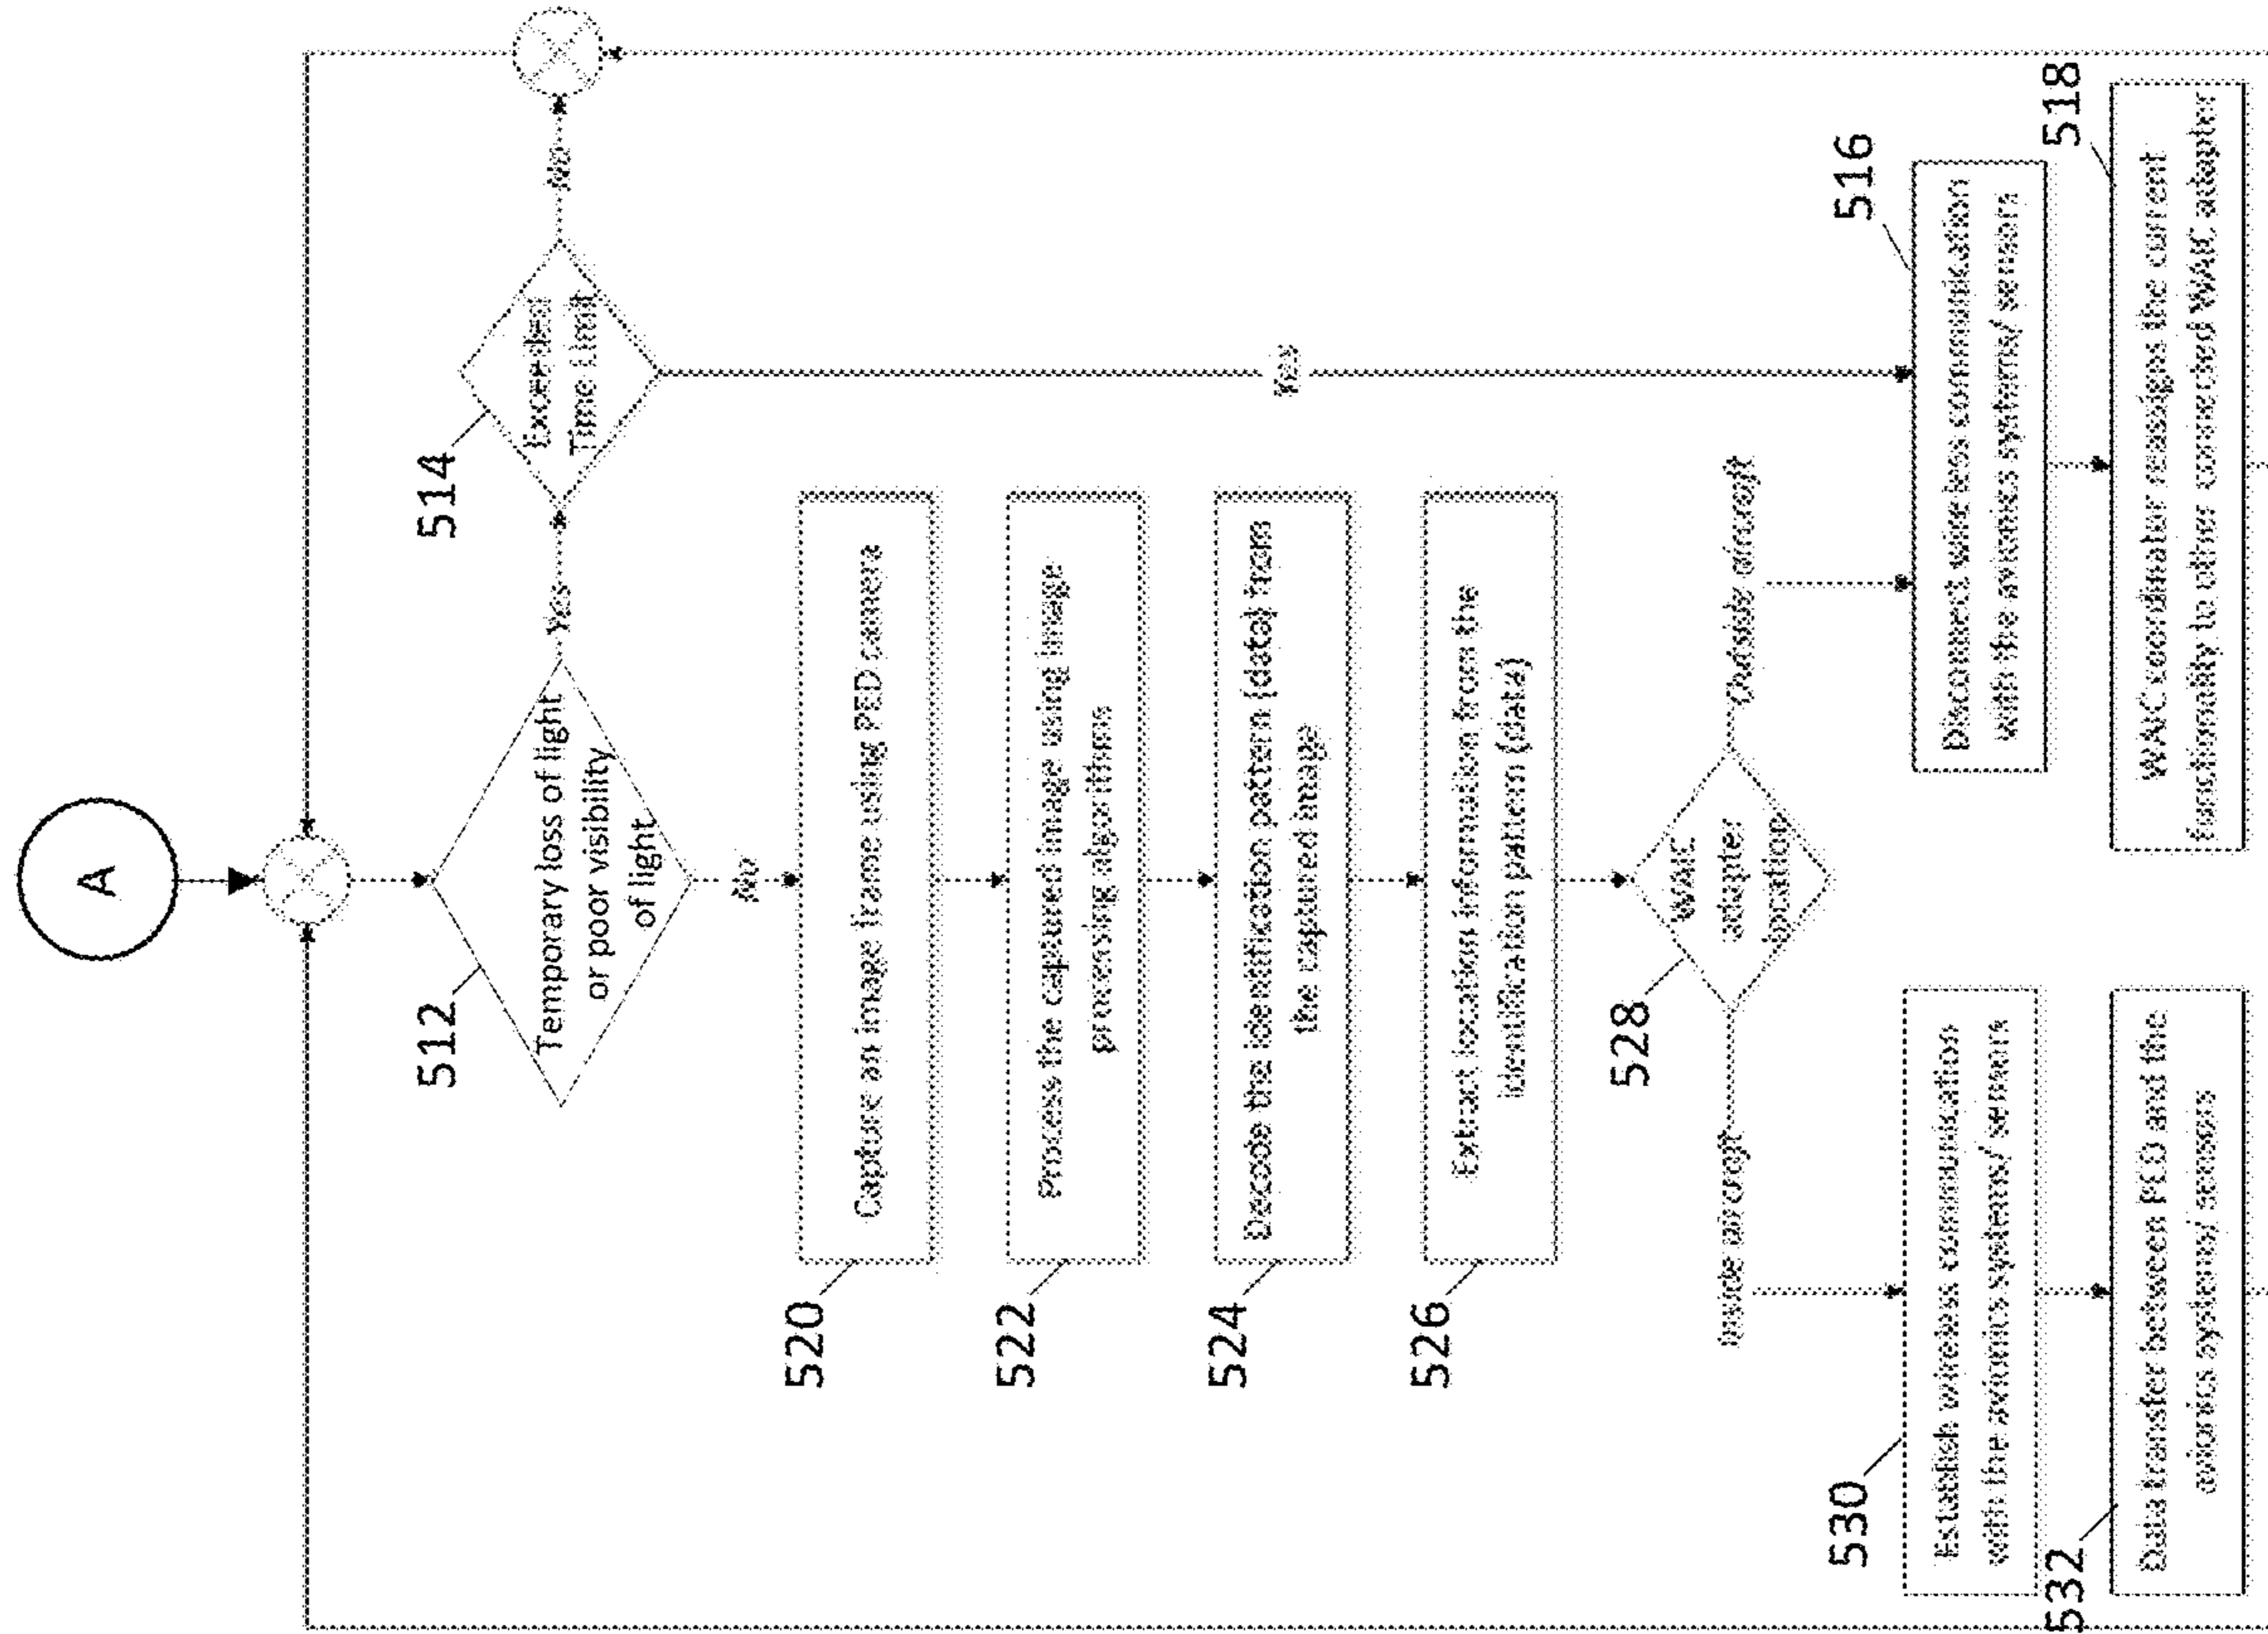 A
512
Temporary loss of light
or poor visibility
of light
Yes
514
Exceeded
Time Limit
No
No
520
Capture an image frame using PED camera
522
Process the captured image using image
processing algorithms
524
Decode the identification pattern (data) from
the captured image
526
Extract location information from the
identification pattern (data)
528
WAIC
adapter
location
Inside aircraft
Outside aircraft
Yes
530
Establish wireless communication
with the avionics systems/ sensors
532
Data transfer between PED and the
avionics systems/ sensors
516
Disconnect wireless communication
with the avionics systems/ sensors
518
WAIC coordinator reassigns the current
functionality to other connected WAIC adapter